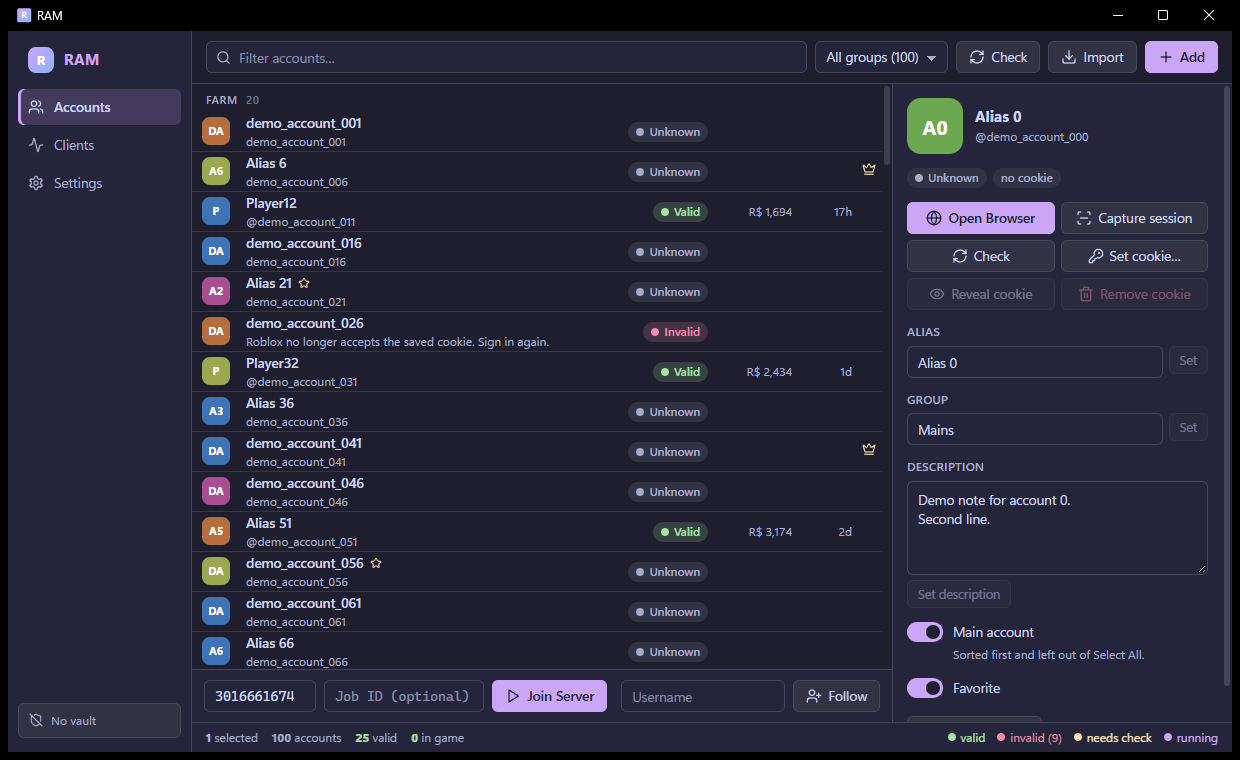 R RAM
R RAM
Accounts
Clients
Settings
No vault
Filter accounts...
All groups (100)
Check
Import
Add
FARM 20
DA demo_account_001
demo_account_001
Unknown
A6 Alias 6
demo_account_006
Unknown
P Player12
@demo_account_011
Valid R$ 1,694 17h
DA demo_account_016
demo_account_016
Unknown
A2 Alias 21
demo_account_021
Unknown
DA demo_account_026
Roblox no longer accepts the saved cookie. Sign in again.
Invalid
P Player32
@demo_account_031
Valid R$ 2,434 1d
A3 Alias 36
demo_account_036
Unknown
DA demo_account_041
demo_account_041
Unknown
DA demo_account_046
demo_account_046
Unknown
A5 Alias 51
@demo_account_051
Valid R$ 3,174 2d
DA demo_account_056
demo_account_056
Unknown
DA demo_account_061
demo_account_061
Unknown
A6 Alias 66
demo_account_066
Unknown
3016661674
Job ID (optional)
Join Server
Username
Follow
A0 Alias 0
@demo_account_000
Unknown no cookie
Open Browser Capture session
Check Set cookie...
Reveal cookie Remove cookie
ALIAS
Alias 0 Set
GROUP
Mains Set
DESCRIPTION
Demo note for account 0.
Second line.
Set description
Main account
Sorted first and left out of Select All.
Favorite
1 selected 100 accounts 25 valid 0 in game
valid invalid (9) needs check running